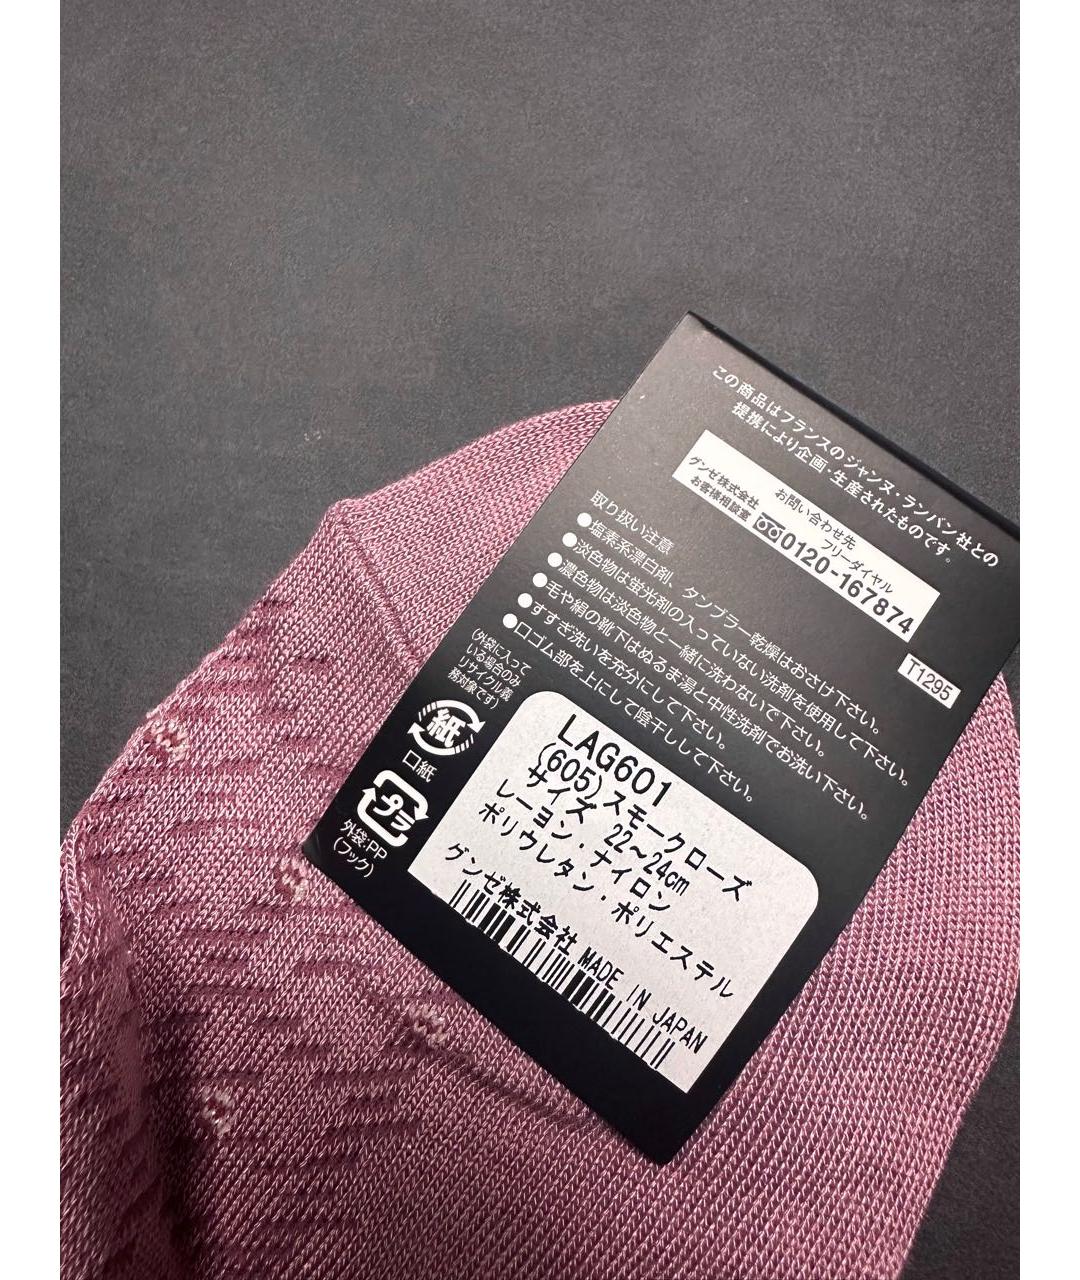 この商品はフランスのジャンヌ・ランバン社との
提携により企画・生産されたものです。
お問い合わせ先
グンゼ株式会社
お客様相談室
フリーダイヤル
0120-167874
T1295
取り扱い注意
●塩素系漂白剤、タンブラー乾燥はおさけ下さい。
●淡色物は蛍光剤の入っていない洗剤を使用して下さい。
●濃色物は淡色物と一緒に洗わないで下さい。
●毛や絹の靴下はぬるま湯と中性洗剤でお洗い下さい。
●すすぎ洗いを充分にして下さい。
●口ゴム部を上にして陰干しして下さい。
(外袋に入って
いる場合のみ
リサイクル義
務対象です)
紙
口紙
プラ
外袋:PP
(フック)
LAG601
(605)スモークローズ
サイズ 22~24cm
レーヨン・ナイロン
ポリウレタン・ポリエステル
グンゼ株式会社 MADE IN JAPAN